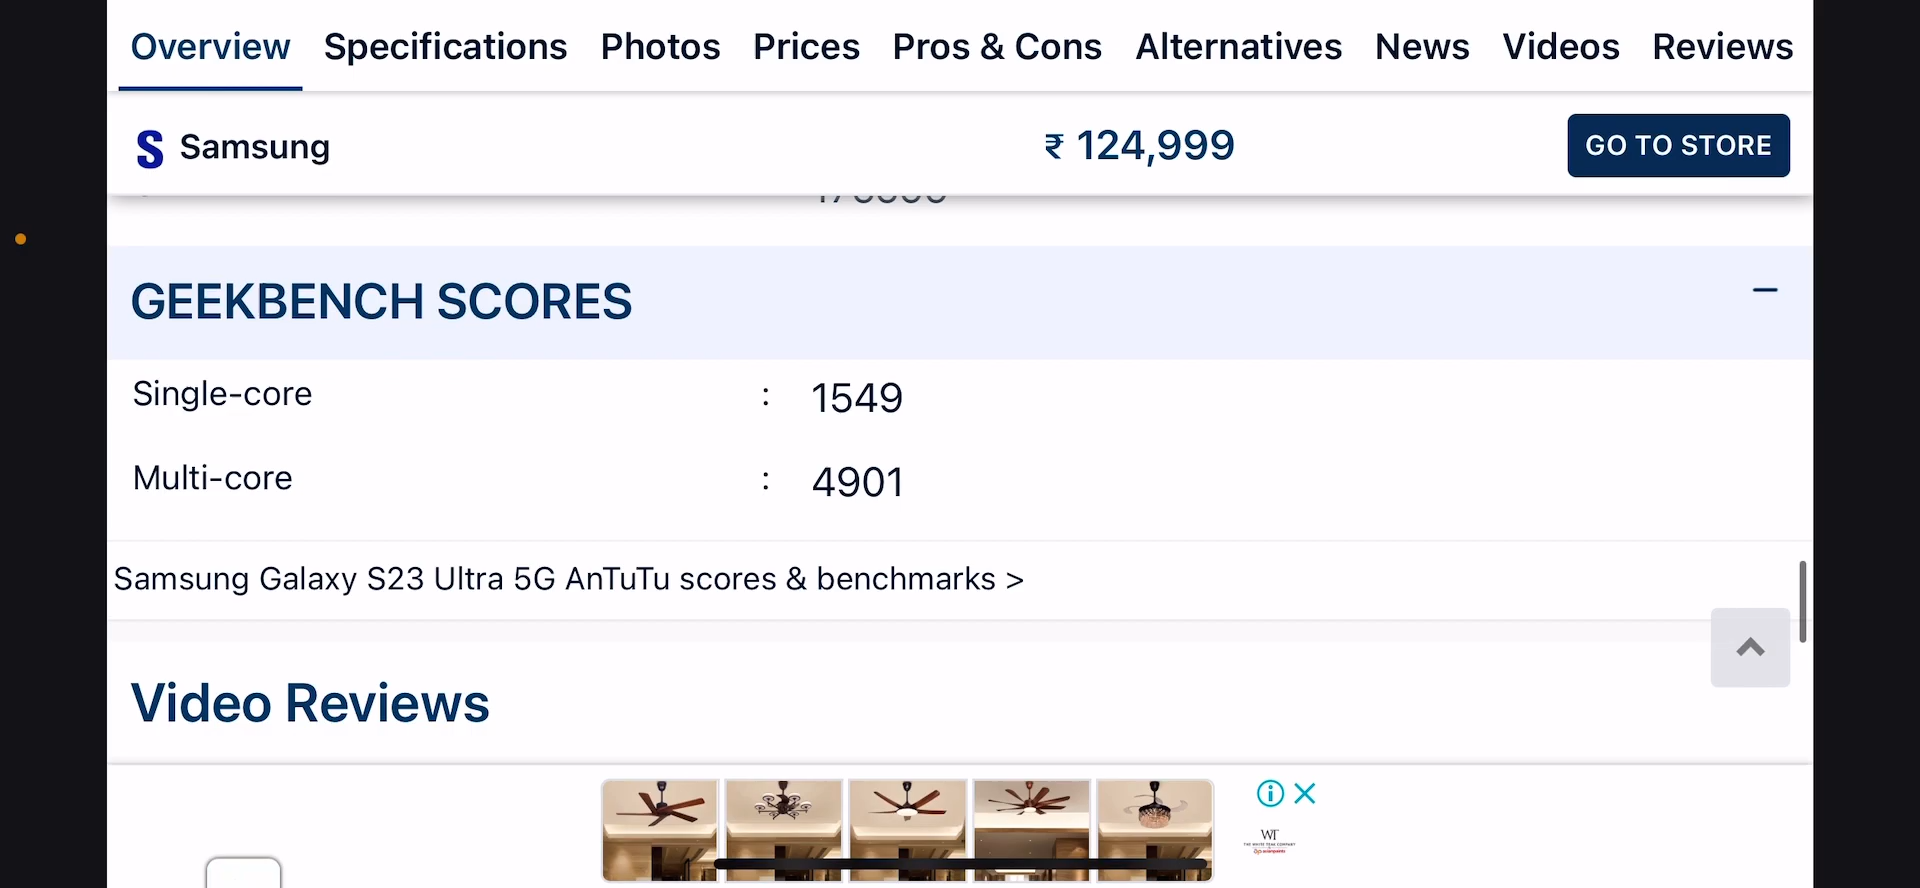 Overview Specifications Photos Prices Pros & Cons Alternatives News Videos Reviews
S Samsung ₹ 124,999 GO TO STORE
GEEKBENCH SCORES
Single-core : 1549
Multi-core : 4901
Samsung Galaxy S23 Ultra 5G AnTuTu scores & benchmarks >
Video Reviews